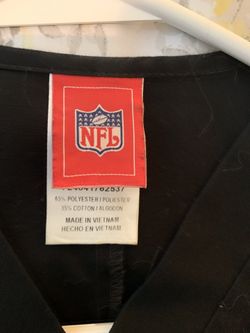 NFL
65% POLYESTER / POLIESTER
35% COTTON / ALGODON
MADE IN VIETNAM
HECHO EN VIETNAM